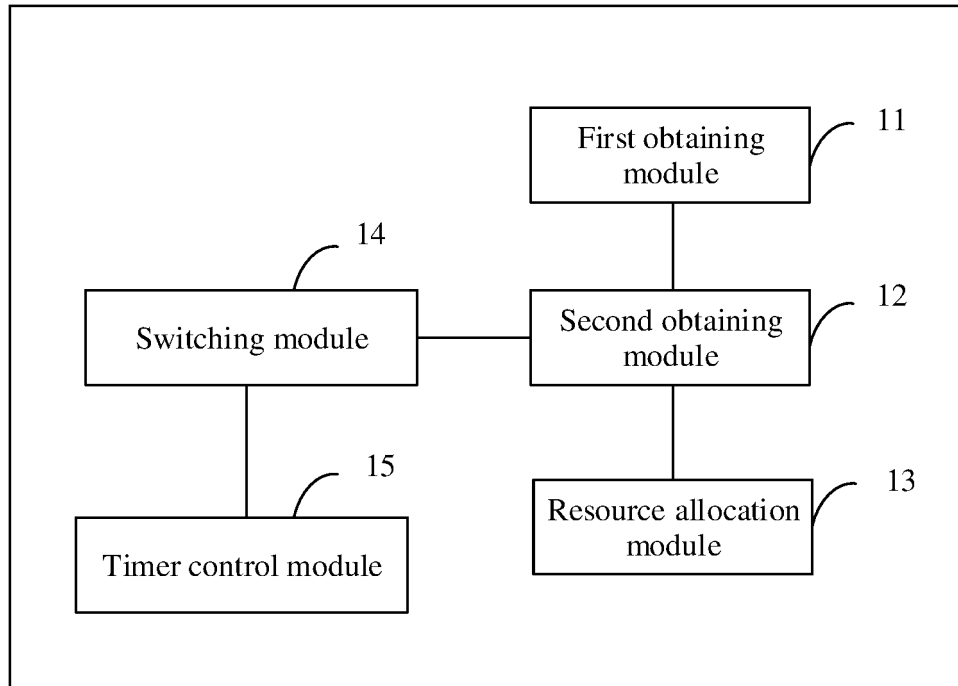 11
First obtaining
module
14
Switching module
12
Second obtaining
module
15
Timer control module
13
Resource allocation
module